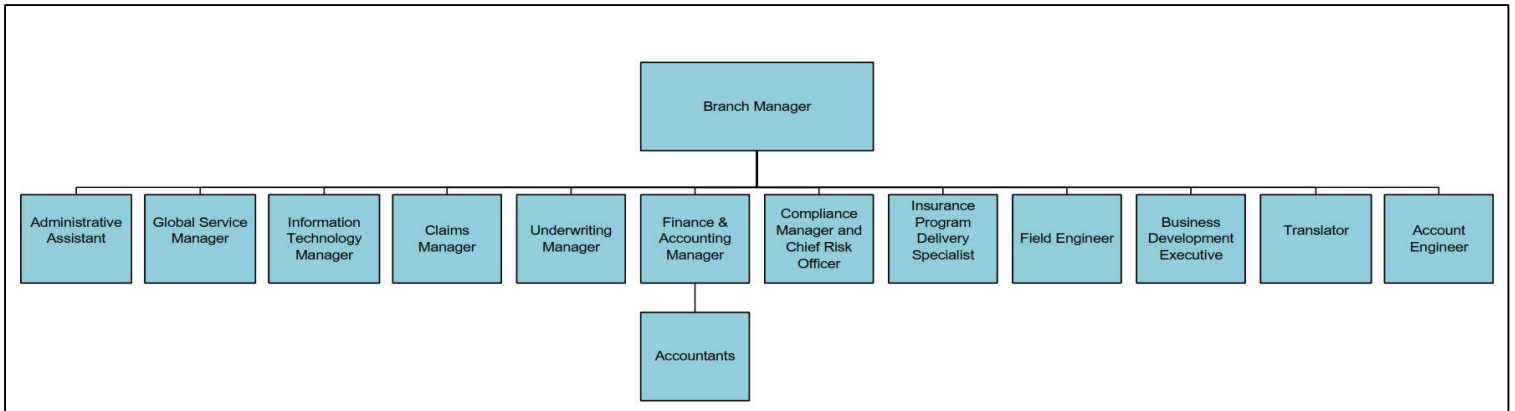 Branch Manager
Administrative
Assistant
Global Service
Manager
Information
Technology
Manager
Claims
Manager
Underwriting
Manager
Finance &
Accounting
Manager
Compliance
Manager and
Chief Risk
Officer
Insurance
Program
Delivery
Specialist
Field Engineer
Business
Development
Executive
Translator
Account
Engineer
Accountants